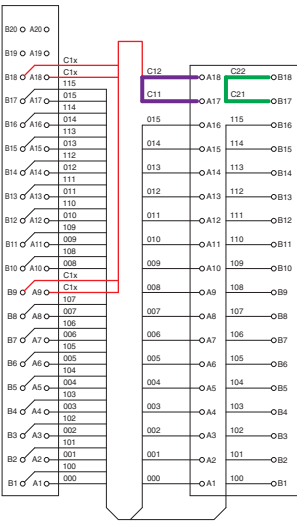 B20 A20
B19 A19
C1x
B18 A18 C1x C12 A18 C22 B18
115
B17 A17 015 C11 A17 C21 B17
114
B16 A16 014 015 A16 115 B16
113
B15 A15 013 014 A15 114 B15
112
B14 A14 012 013 A14 113 B14
111
B13 A13 011 012 A13 112 B13
110
B12 A12 010 011 A12 111 B12
109
B11 A11 009 010 A11 110 B11
108
B10 A10 008 009 A10 109 B10
C1x
B9 A9 C1x 008 A9 108 B9
107
B8 A8 007 007 A8 107 B8
106
B7 A7 006 006 A7 106 B7
105
B6 A6 005 005 A6 105 B6
104
B5 A5 004 004 A5 104 B5
103
B4 A4 003 003 A4 103 B4
102
B3 A3 002 002 A3 102 B3
101
B2 A2 001 001 A2 101 B2
100
B1 A1 000 000 A1 100 B1